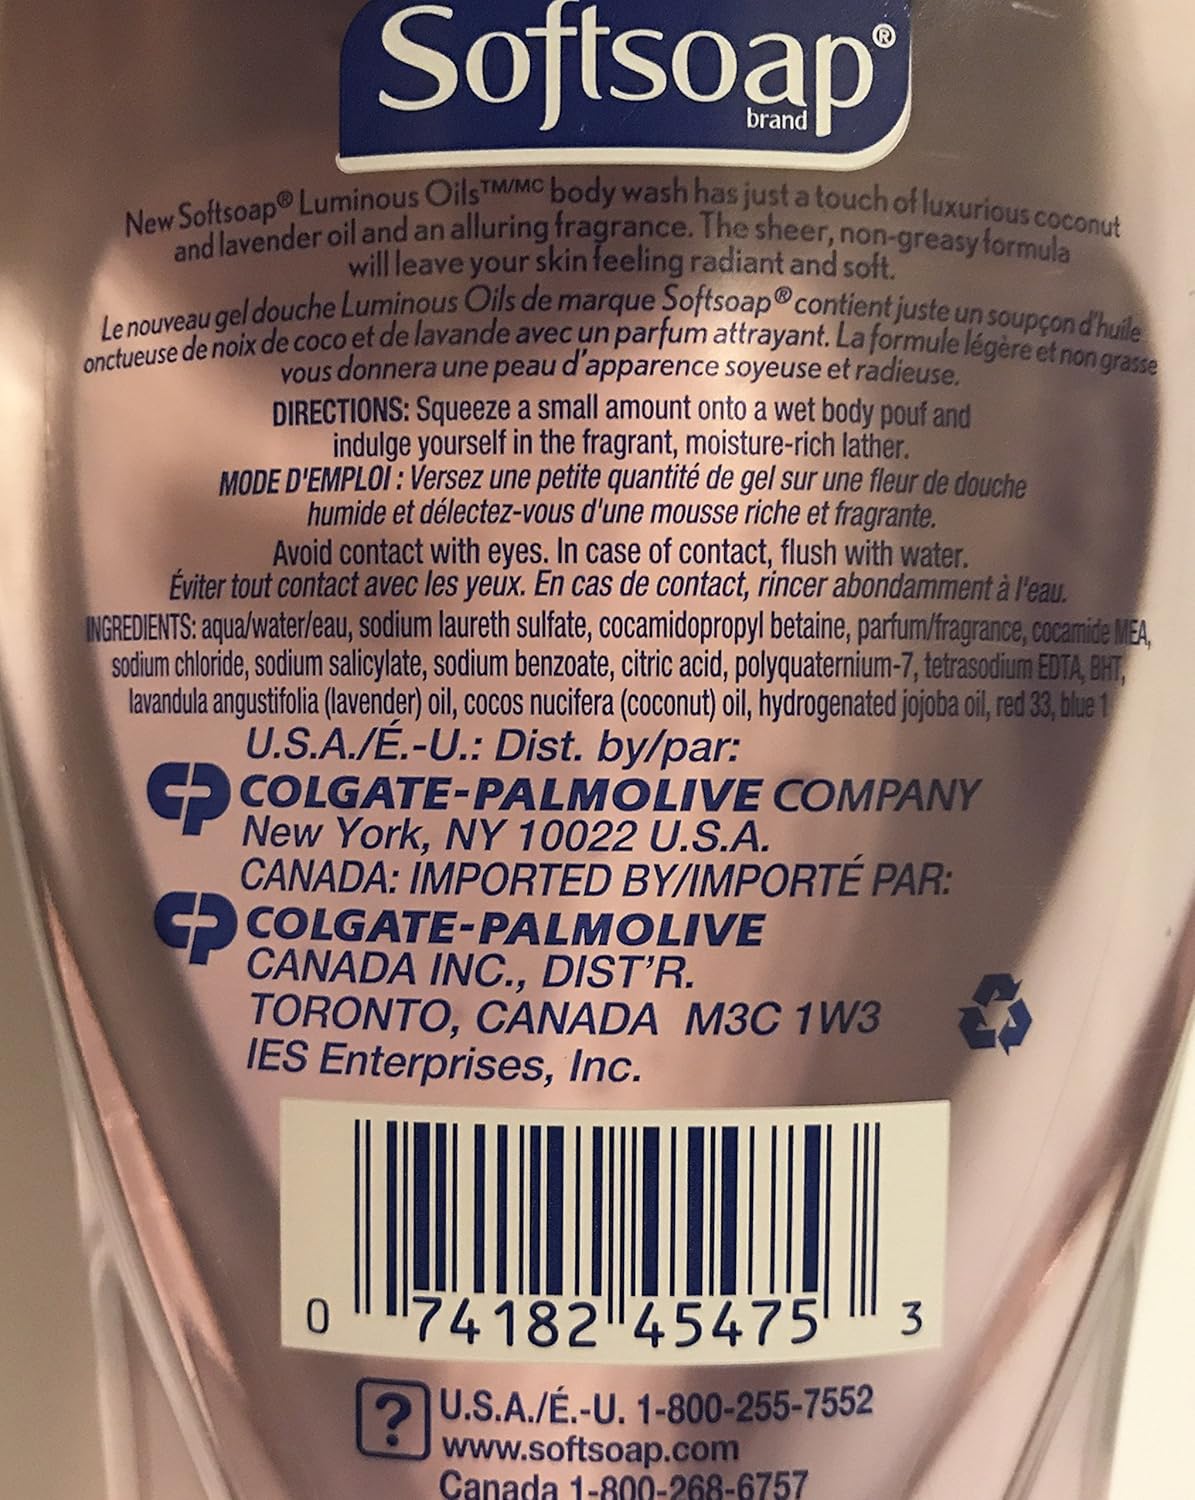 Softsoap®
brand
New Softsoap® Luminous Oils™/MC body wash has just a touch of luxurious coconut
and lavender oil and an alluring fragrance. The sheer, non-greasy formula
will leave your skin feeling radiant and soft.
Le nouveau gel douche Luminous Oils de marque Softsoap® contient juste un soupçon d'huile
onctueuse de noix de coco et de lavande avec un parfum attrayant. La formule légère et non grasse
vous donnera une peau d'apparence soyeuse et radieuse.
DIRECTIONS: Squeeze a small amount onto a wet body pouf and
indulge yourself in the fragrant, moisture-rich lather.
MODE D'EMPLOI : Versez une petite quantité de gel sur une fleur de douche
humide et délectez-vous d'une mousse riche et fragrante.
Avoid contact with eyes. In case of contact, flush with water.
Éviter tout contact avec les yeux. En cas de contact, rincer abondamment à l'eau.
INGREDIENTS: aqua/water/eau, sodium laureth sulfate, cocamidopropyl betaine, parfum/fragrance, cocamide MEA,
sodium chloride, sodium salicylate, sodium benzoate, citric acid, polyquaternium-7, tetrasodium EDTA, BHT,
lavandula angustifolia (lavender) oil, cocos nucifera (coconut) oil, hydrogenated jojoba oil, red 33, blue 1
U.S.A./É.-U.: Dist. by/par:
CP COLGATE-PALMOLIVE COMPANY
New York, NY 10022 U.S.A.
CANADA: IMPORTED BY/IMPORTÉ PAR:
CP COLGATE-PALMOLIVE
CANADA INC., DIST'R.
TORONTO, CANADA M3C 1W3
IES Enterprises, Inc.
0 74182 45475 3
? U.S.A./É.-U. 1-800-255-7552
www.softsoap.com
Canada 1-800-268-6757